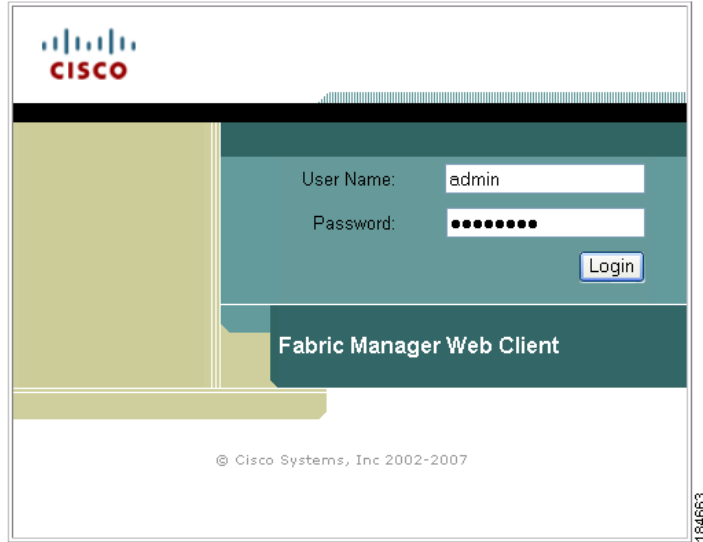 CISCO
User Name: admin
Password: ••••••••
Login
Fabric Manager Web Client
© Cisco Systems, Inc 2002-2007
184663